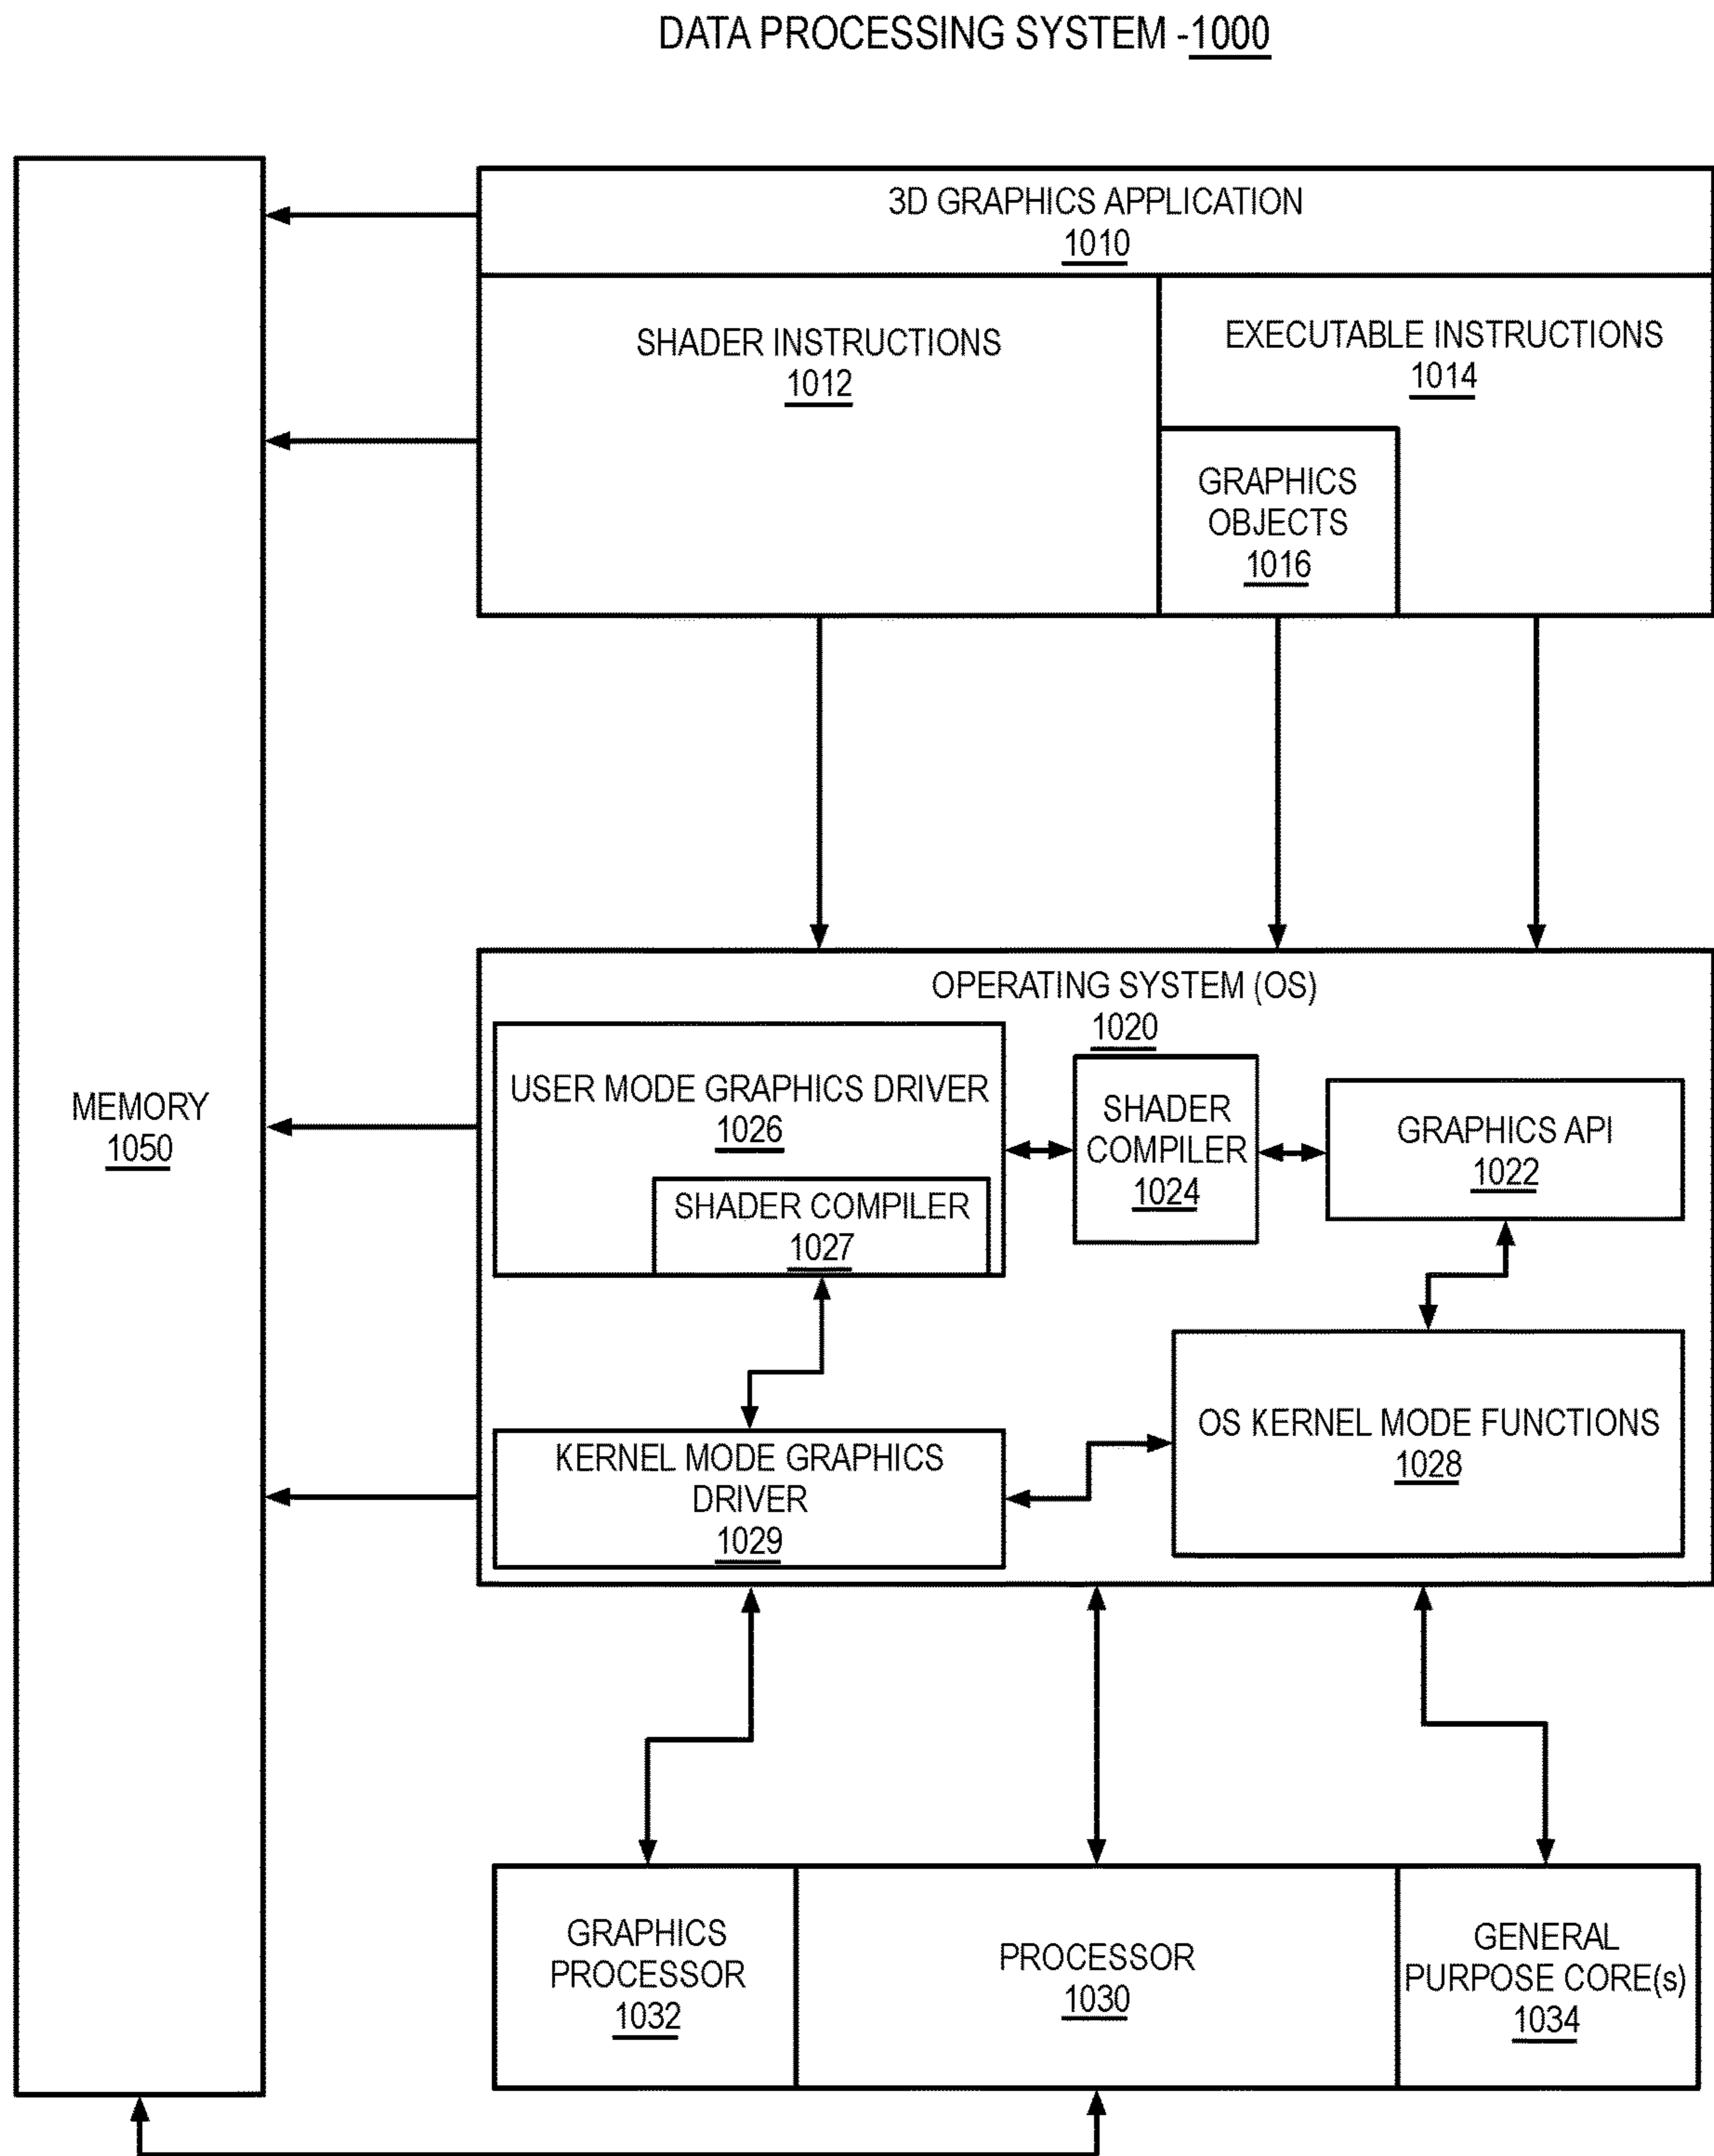 DATA PROCESSING SYSTEM -1000
3D GRAPHICS APPLICATION
1010
SHADER INSTRUCTIONS
1012
EXECUTABLE INSTRUCTIONS
1014
GRAPHICS
OBJECTS
1016
OPERATING SYSTEM (OS)
1020
USER MODE GRAPHICS DRIVER
1026
SHADER COMPILER
1027
SHADER
COMPILER
1024
GRAPHICS API
1022
MEMORY
1050
KERNEL MODE GRAPHICS
DRIVER
1029
OS KERNEL MODE FUNCTIONS
1028
GRAPHICS
PROCESSOR
1032
PROCESSOR
1030
GENERAL
PURPOSE CORE(s)
1034